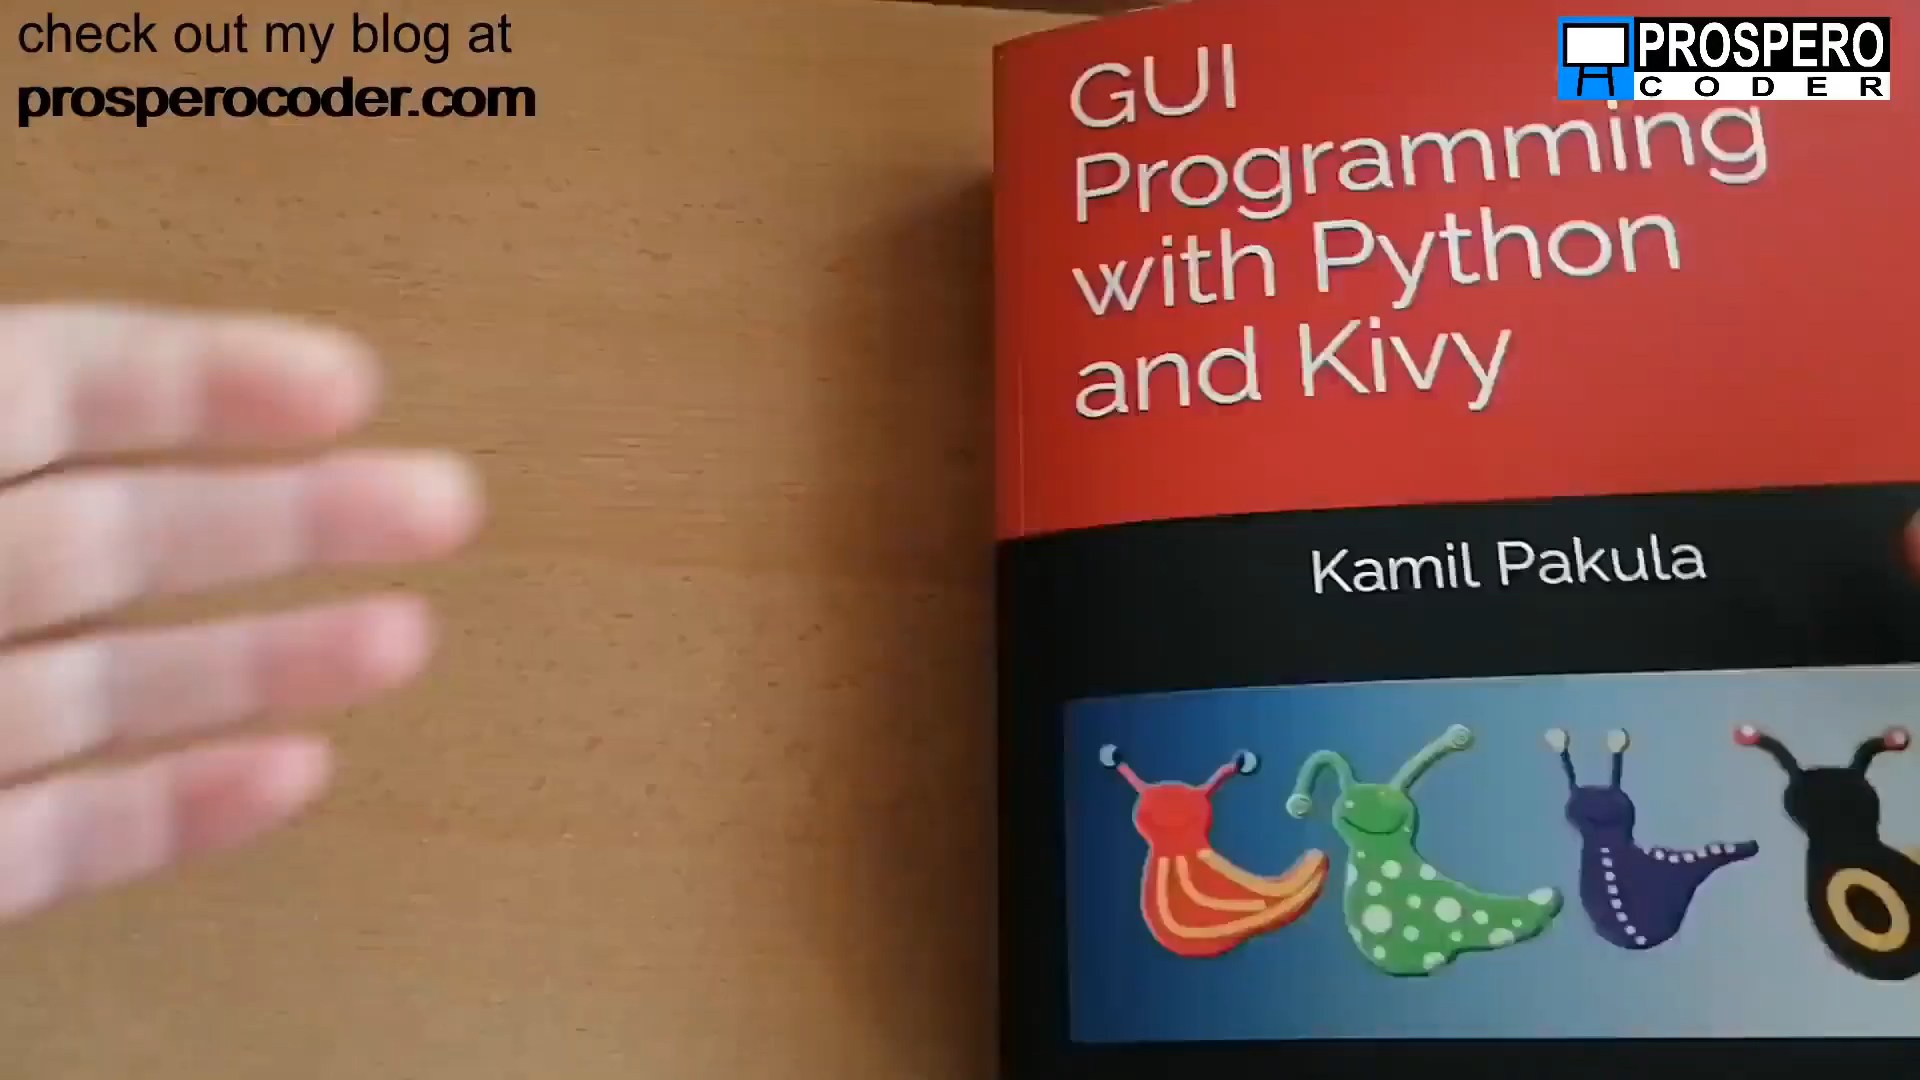 check out my blog at
prosperocoder.com
PROSPERO
CODER
GUI
Programming
with Python
and Kivy
Kamil Pakula